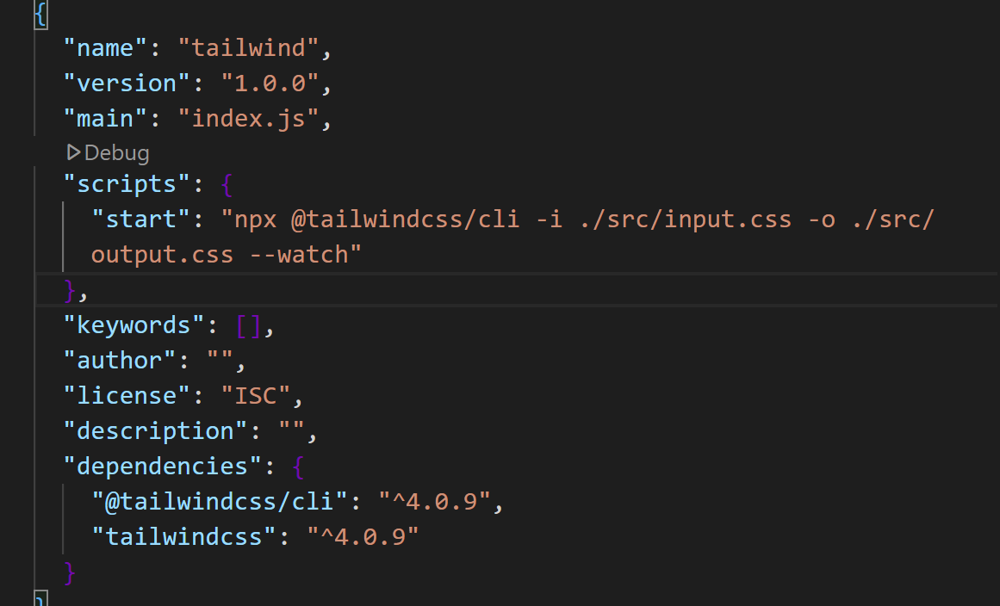 {
"name": "tailwind",
"version": "1.0.0",
"main": "index.js",
Debug
"scripts": {
"start": "npx @tailwindcss/cli -i ./src/input.css -o ./src/
output.css --watch"
},
"keywords": [],
"author": "",
"license": "ISC",
"description": "",
"dependencies": {
"@tailwindcss/cli": "^4.0.9",
"tailwindcss": "^4.0.9"
}
}